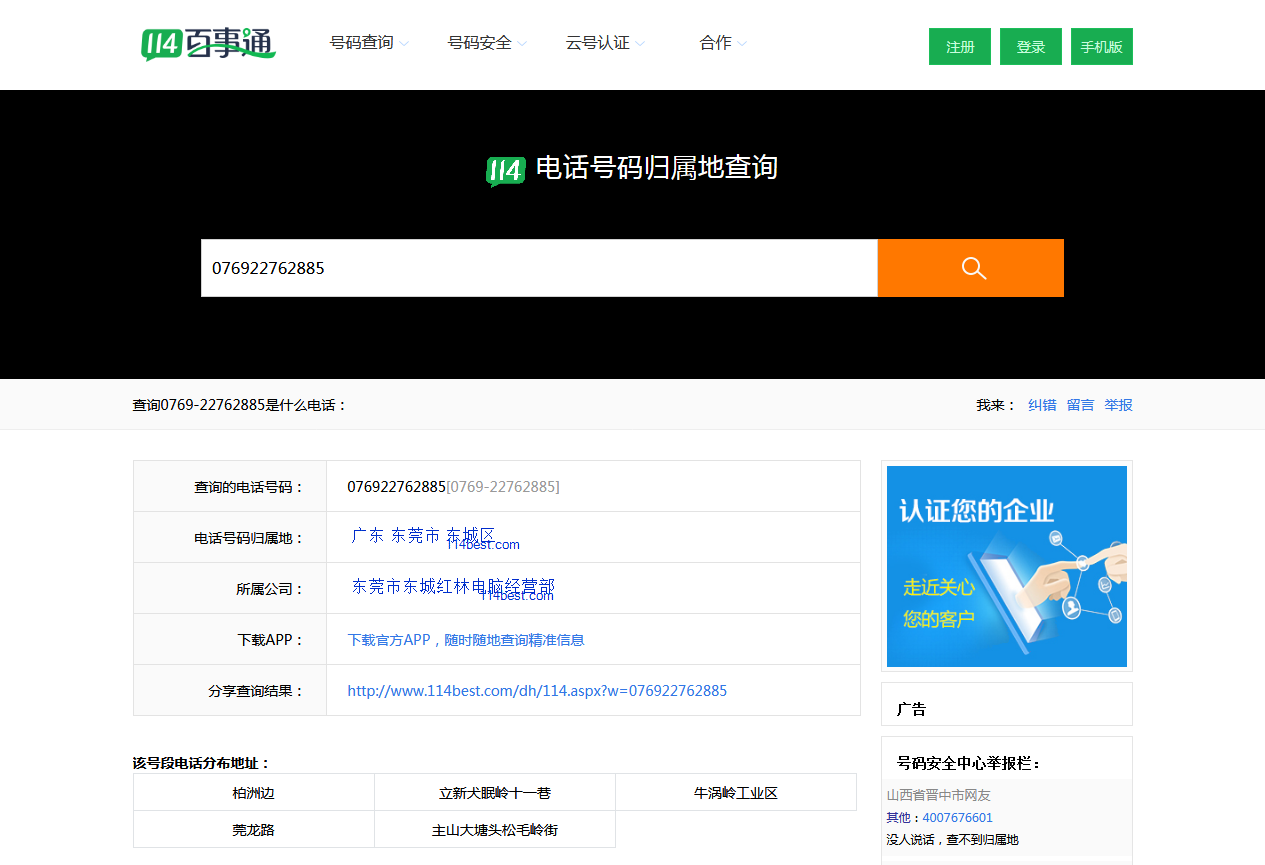 114百事通
号码查询
号码安全
云号认证
合作
注册
登录
手机版
114 电话号码归属地查询
076922762885
查询0769-22762885是什么电话：
我来： 纠错 留言 举报
查询的电话号码： 076922762885[0769-22762885]
电话号码归属地： 广东 东莞市 东城区
114best.com
所属公司： 东莞市东城红林电脑经营部
114best.com
下载APP： 下载官方APP，随时随地查询精准信息
分享查询结果： http://www.114best.com/dh/114.aspx?w=076922762885
该号段电话分布地址：
柏洲边 立新犬眠岭十一巷 牛涡岭工业区
莞龙路 主山大塘头松毛岭街
认证您的企业
走近关心
您的客户
广告
号码安全中心举报栏：
山西省晋中市网友
其他：4007676601
没人说话，查不到归属地